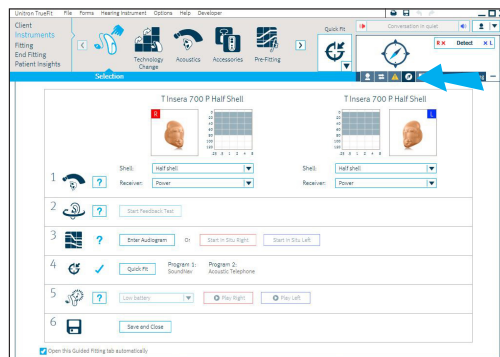 Unitron TrueFit File Forms Hearing Instrument Options Help Developer
Client
Instruments
Fitting
End Fitting
Patient Insights
Technology Change
Acoustics
Accessories
Pre-Fitting
Quick Fit
Conversation in quiet
R X Detect X L
Selection
T Insera 700 P Half Shell
T Insera 700 P Half Shell
R
L
Shell: Half shell
Shell: Half shell
Receiver: Power
Receiver: Power
1 ?
2 ? Start Feedback Test
3 ? Enter Audiogram Or Start In Situ Right Start In Situ Left
4 Quick Fit
Program 1: SoundNav
Program 2: Acoustic Telephone
5 ? Low battery Play Right Play Left
6 Save and Close
Open this Guided Fitting tab automatically